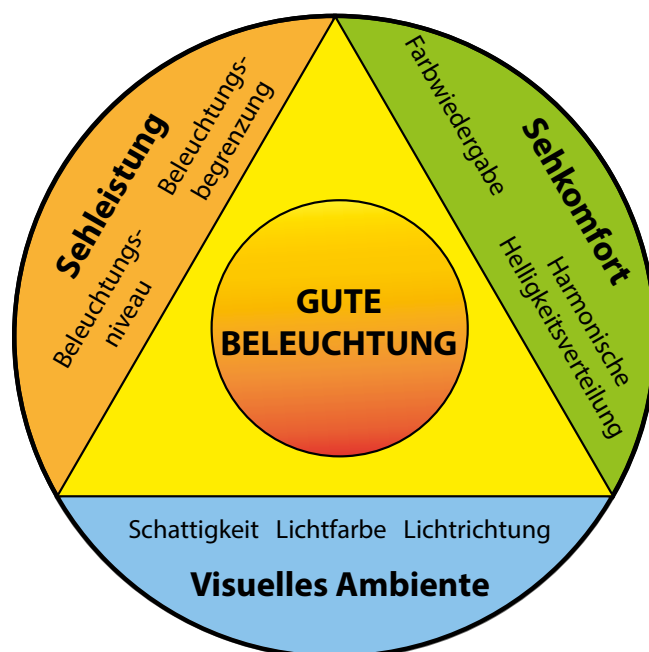 Sehleistung
Beleuchtungs-
begrenzung
Beleuchtungs-
niveau
Sehkomfort
Farbwiedergabe
Harmonische
Helligkeitsverteilung
GUTE
BELEUCHTUNG
Schattigkeit Lichtfarbe Lichtrichtung
Visuelles Ambiente